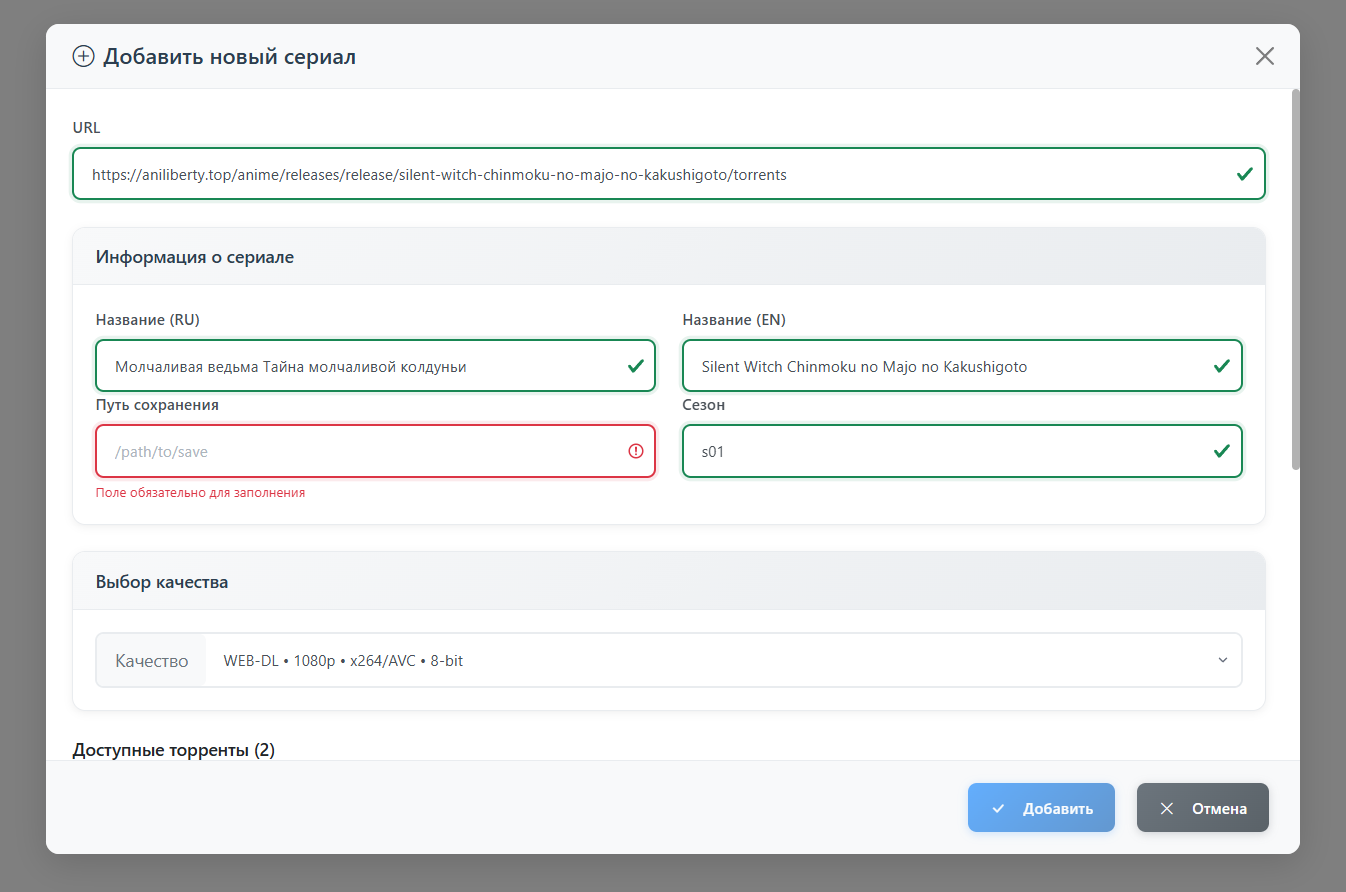 Добавить новый сериал
URL
https://aniliberty.top/anime/releases/release/silent-witch-chinmoku-no-majo-no-kakushigoto/torrents
Информация о сериале
Название (RU)
Название (EN)
Молчаливая ведьма Тайна молчаливой колдуньи
Silent Witch Chinmoku no Majo no Kakushigoto
Путь сохранения
Сезон
/path/to/save
s01
Поле обязательно для заполнения
Выбор качества
Качество
WEB-DL • 1080p • x264/AVC • 8-bit
Доступные торренты (2)
Добавить
Отмена